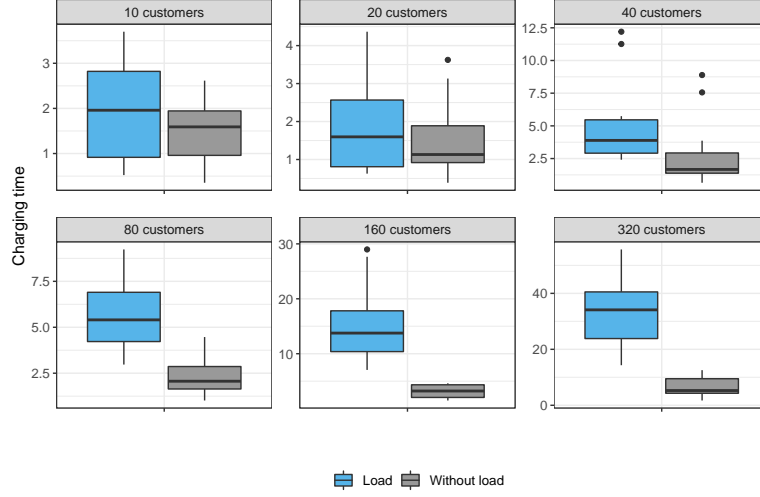 10 customers
20 customers
40 customers
3
2
1
4
3
2
1
12.5
10.0
7.5
5.0
2.5
Charging time
80 customers
160 customers
320 customers
7.5
5.0
2.5
30
20
10
40
20
0
Load
Without load